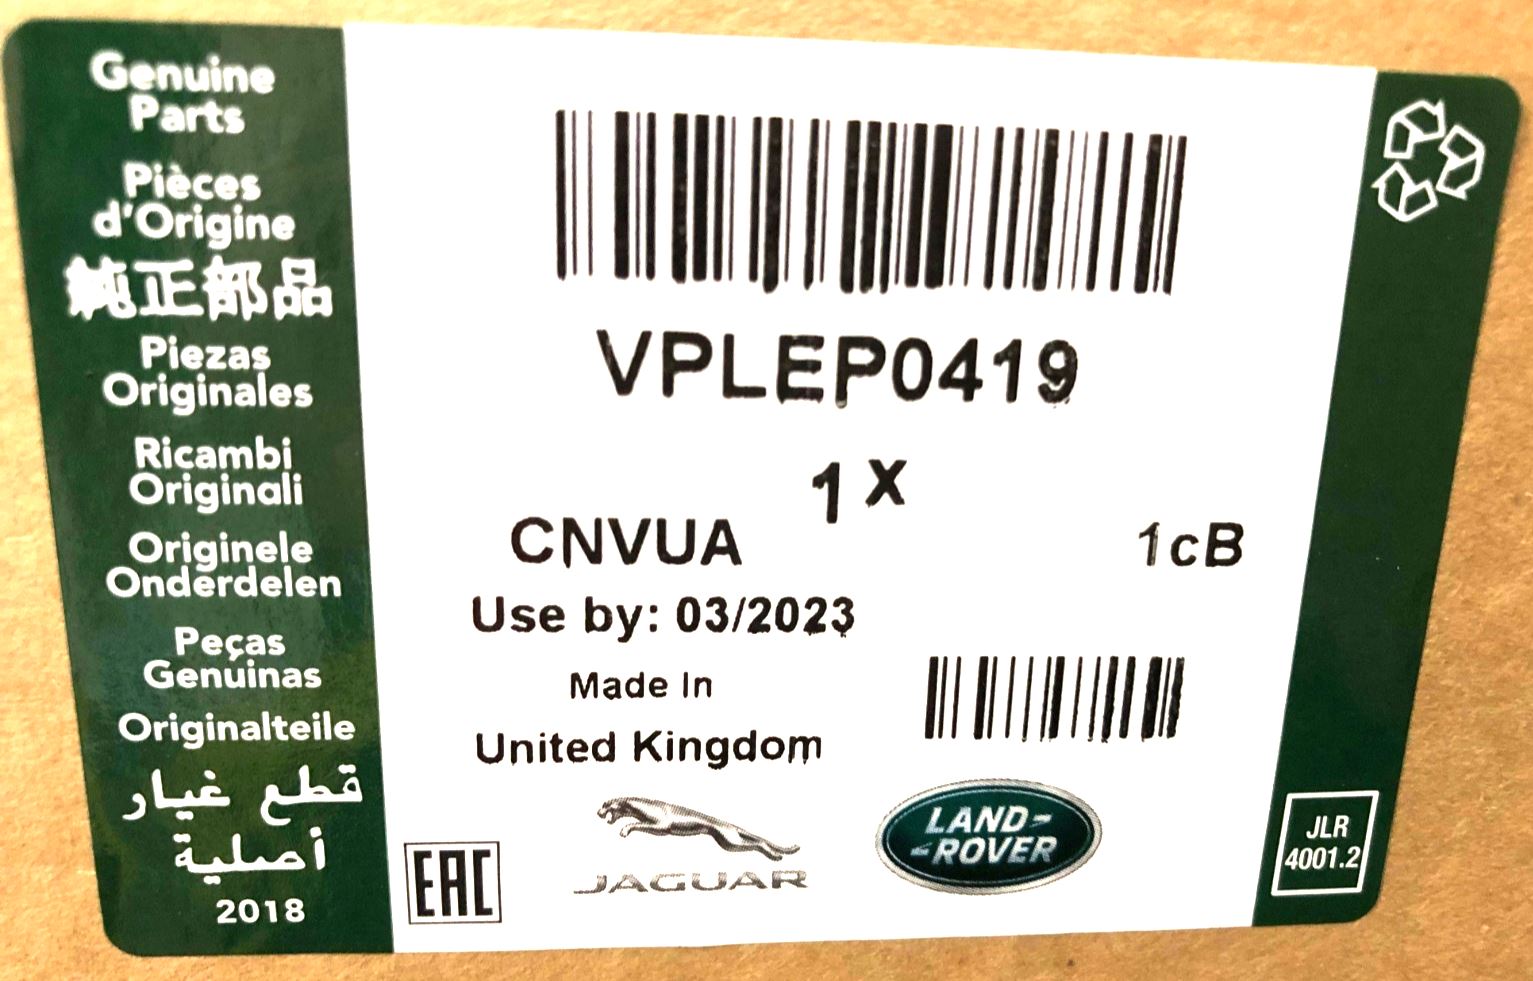 Genuine
Parts
Pièces
d'Origine
純正部品
Piezas
Originales
Ricambi
Originali
Originele
Onderdelen
Peças
Genuinas
Originalteile
قطع غيار
أصلية
2018
VPLEP0419
1 X
CNVUA
1cB
Use by: 03/2023
Made In
United Kingdom
EAC
JAGUAR
LAND-
-ROVER
JLR
4001.2